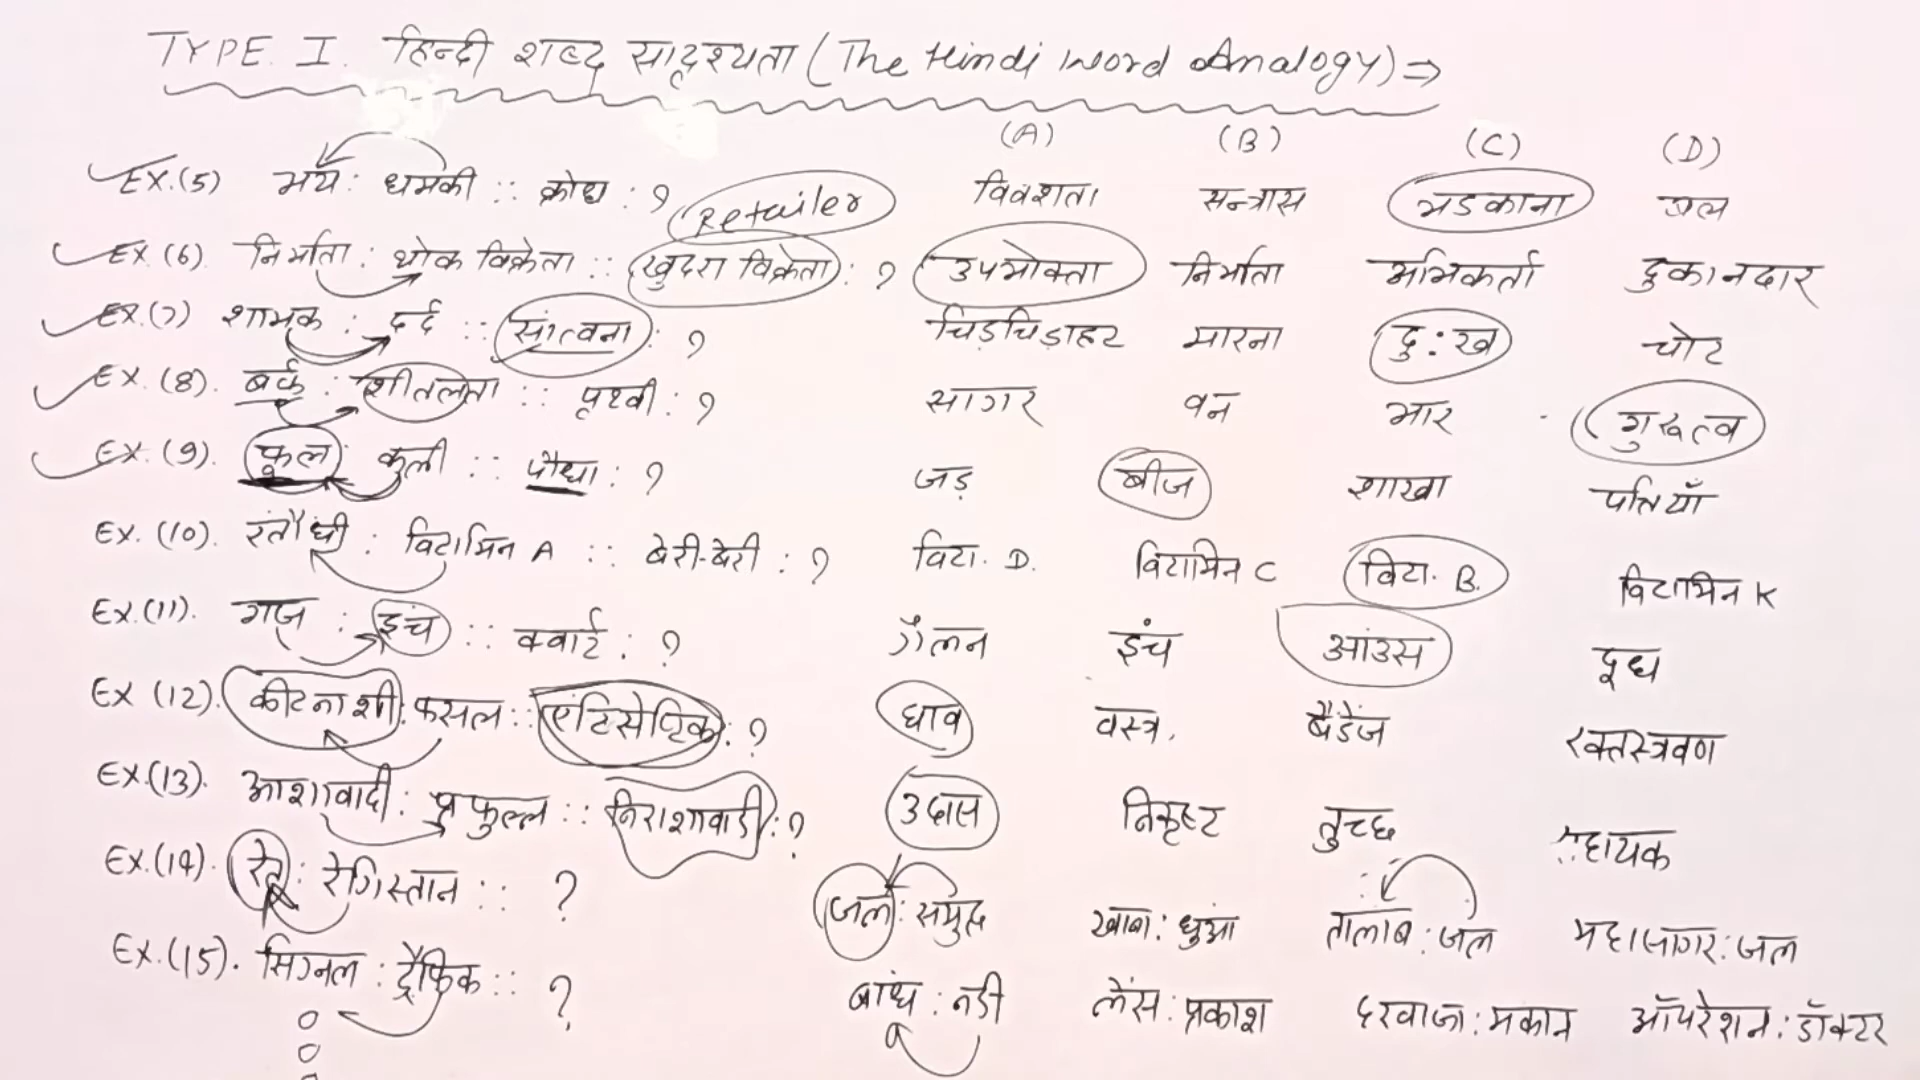 TYPE. I. हिन्दी शब्द सादृश्यता (The Hindi word Analogy) ⇒
(A) (B) (C) (D)
Ex.(5) भय : धमकी :: क्रोध : ? विवशता सन्त्रास भडकाना बल
Retailer
Ex.(6). निर्माता : थोक विक्रेता :: खुदरा विक्रेता : ? उपभोक्ता निर्माता अभिकर्ता दुकानदार
Ex.(7) शामक : दर्द :: सांत्वना : ? चिड़चिड़ाहट मारना दु:ख चोट
Ex.(8). बर्फ : शीतलता :: पृथ्वी : ? सागर वन भार गुरुत्व
Ex.(9). फूल : कली :: पौधा : ? जड़ बीज शाखा पत्तियाँ
Ex.(10). रतौंधी : विटामिन A :: बेरी-बेरी : ? विटा. D. विटामिन C विटा. B. विटामिन K
Ex.(11). गज : इंच :: क्वार्ट : ? गैलन इंच आंउस दूध
Ex (12). कीटनाशी : फसल :: एंटिसेप्टिक : ? घाव वस्त्र. बैंडेंज रक्तस्त्रवण
Ex.(13). आशावादी : प्रफुल्ल :: निराशावादी : ? उदास निकृष्ट तुच्छ सहायक
Ex.(14). रेत : रेगिस्तान :: ? जल : समुद्र : धुआं तालाब : जल महासागर : जल
Ex.(15). सिग्नल : ट्रैफिक :: ? बांध : नदी लेंस : प्रकाश दरवाजा : मकान ऑपरेशन : डॉक्टर